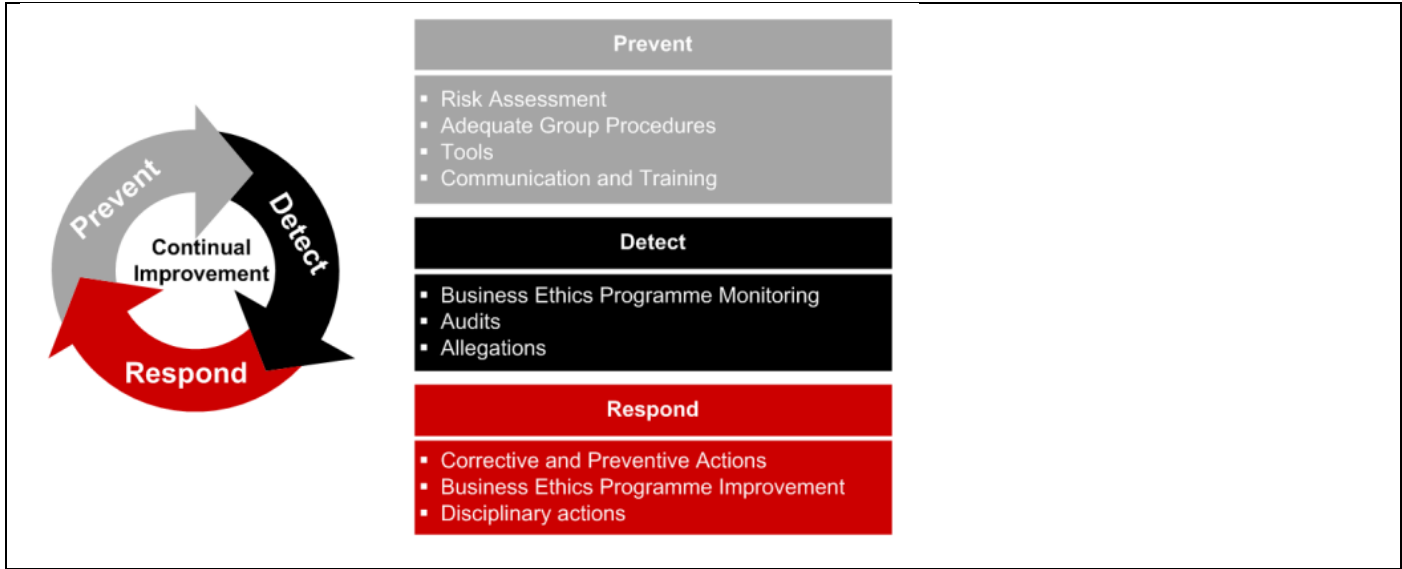 Prevent
Detect
Continual
Improvement
Respond
Prevent
▪ Risk Assessment
▪ Adequate Group Procedures
▪ Tools
▪ Communication and Training
Detect
▪ Business Ethics Programme Monitoring
▪ Audits
▪ Allegations
Respond
▪ Corrective and Preventive Actions
▪ Business Ethics Programme Improvement
▪ Disciplinary actions